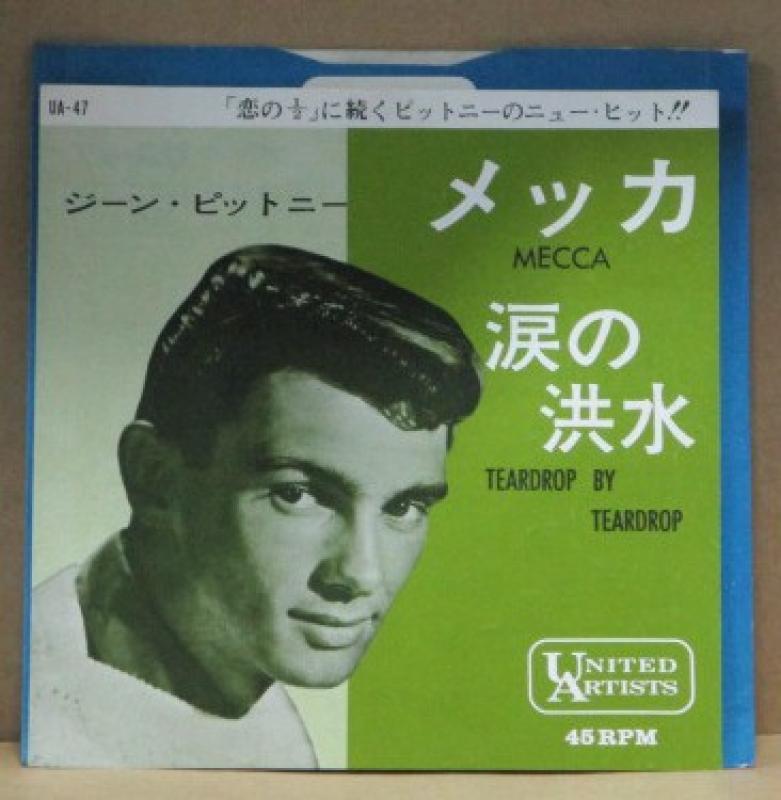 UA-47
「恋の½」に続くピットニーのニュー・ヒット!!
ジーン・ピットニー
メッカ
MECCA
涙の
洪水
TEARDROP BY
TEARDROP
UNITED
ARTISTS
45 RPM